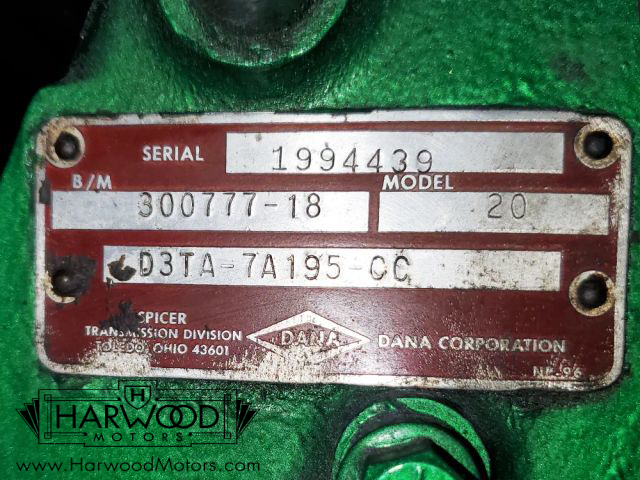 SERIAL 1994439
B/M MODEL
300777-18 20
D3TA-7A195-CC
SPICER
TRANSMISSION DIVISION
TOLEDO, OHIO 43601
DANA
DANA CORPORATION
H
HARWOOD
MOTORS
www.HarwoodMotors.com